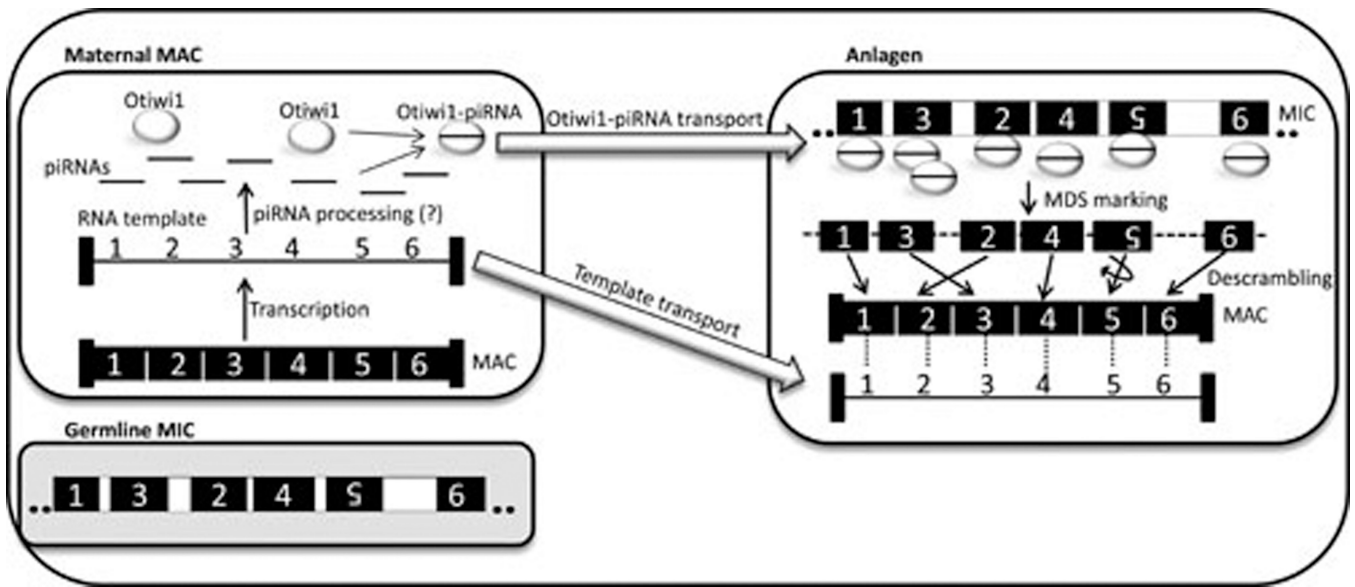 Maternal MAC
Otiwi1
Otiwi1
Otiwi1-piRNA
piRNAs
piRNA processing (?)
RNA template
1 2 3 4 5 6
Transcription
1 2 3 4 5 6
MAC
Germline MIC
1 3 2 4 5 6
Otiwi1-piRNA transport
Template transport
Anlagen
1 3 2 4 5 6
MIC
MDS marking
1 3 2 4 5 6
Descrambling
1 2 3 4 5 6
MAC
1 2 3 4 5 6